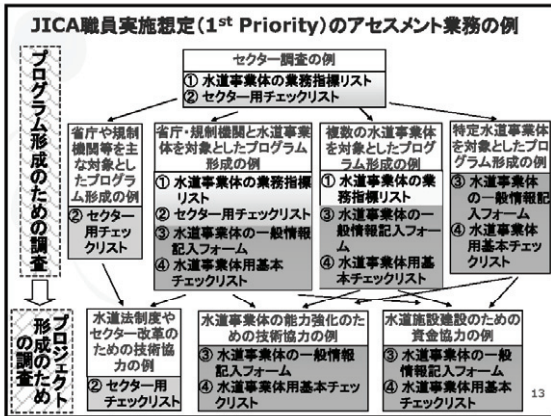 JICA職員実施想定(1st Priority)のアセスメント業務の例
プログラム形成のための調査
セクター調査の例
① 水道事業体の業務指標リスト
② セクター用チェックリスト
省庁や規制
機関等を主
な対象とし
たプログラ
ム形成の例
② セクター
用チェッ
クリスト
省庁・規制機関と水道事業
体を対象としたプログラム
形成の例
① 水道事業体の業務指標
リスト
② セクター用チェックリスト
③ 水道事業体の一般情報
記入フォーム
④ 水道事業体用基本
チェックリスト
複数の水道事業体
を対象としたプロ
グラム形成の例
① 水道事業体の業
務指標リスト
③ 水道事業体の一
般情報記入フォー
ム
④ 水道事業体用基
本チェックリスト
特定水道事業体
を対象としたプ
ログラム形成の例
③ 水道事業体
の一般情報記
入フォーム
④ 水道事業体
用基本チェック
リスト
プロジェクト
形成のため
の調査
水道法制度や
セクター改革の
ための技術協
力の例
② セクター用
チェックリスト
水道事業体の能力強化のた
めの技術協力の例
③ 水道事業体の一般情報
記入フォーム
④ 水道事業体用基本チェッ
クリスト
水道施設建設のための
資金協力の例
③ 水道事業体の一般
情報記入フォーム
④ 水道事業体用基本
チェックリスト
13